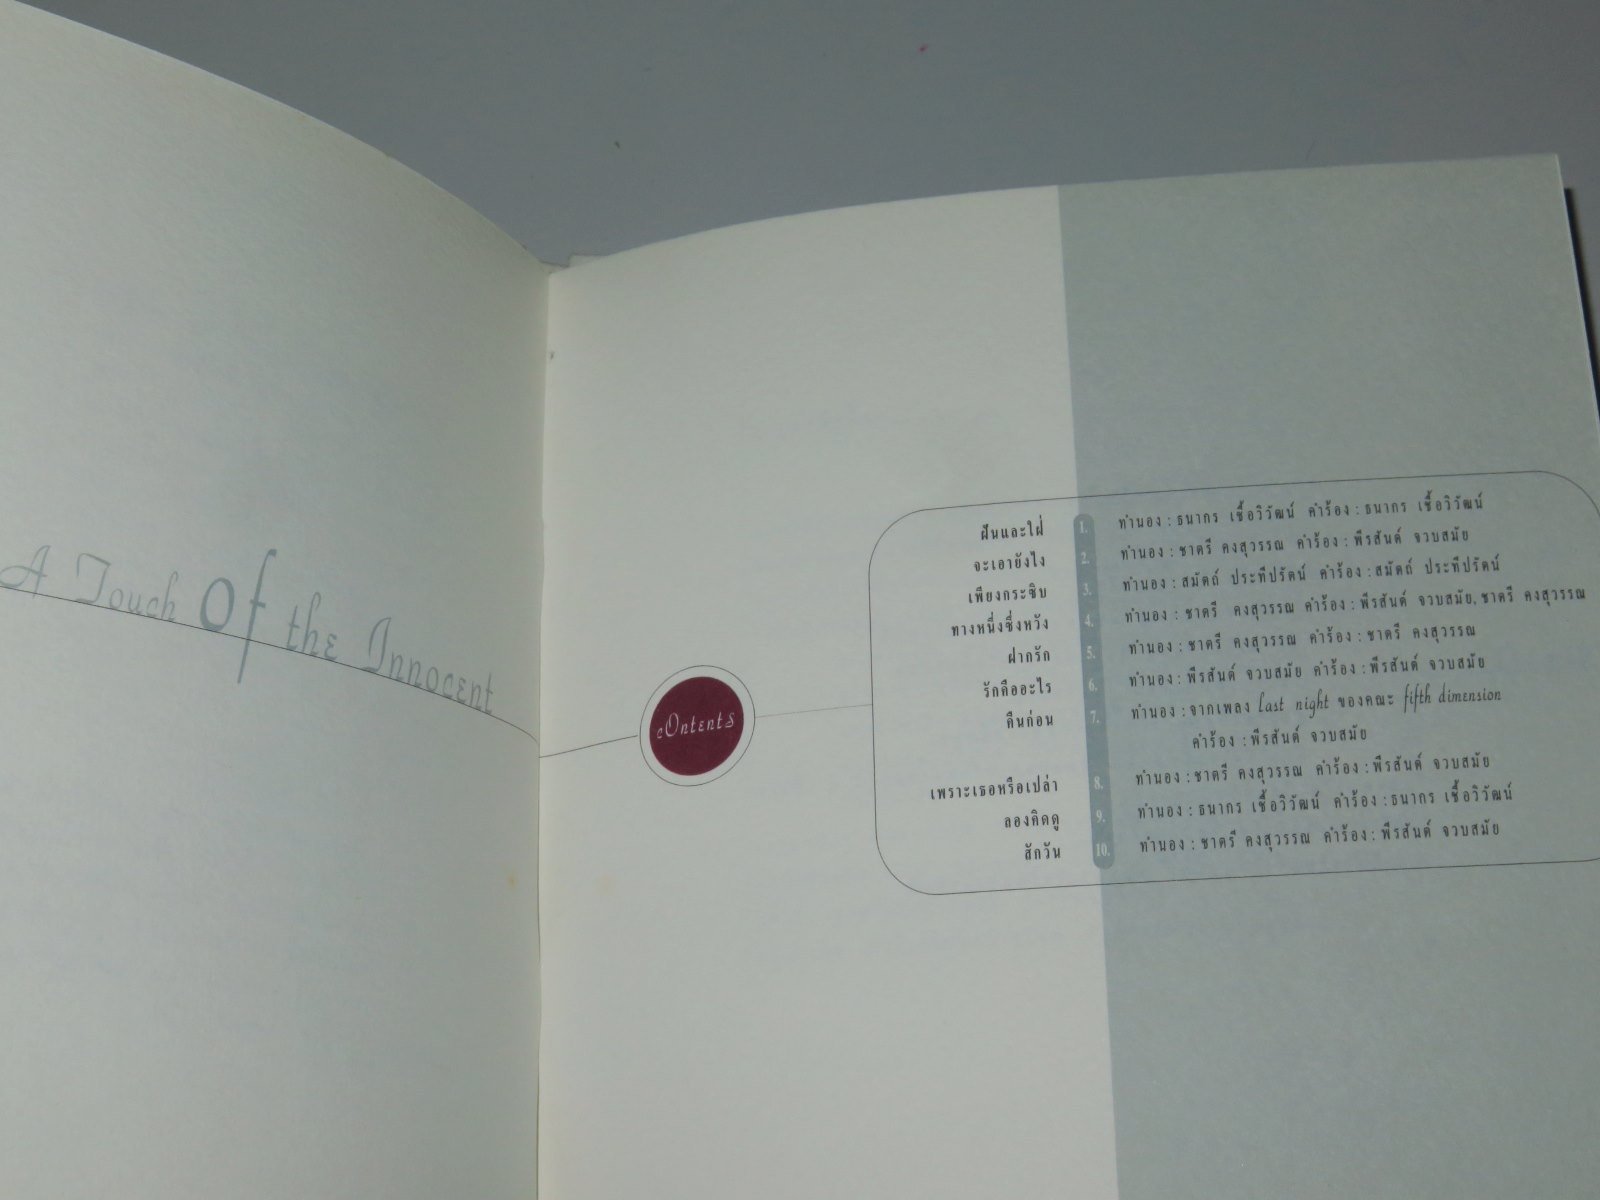 A Touch Of the Innocent
cOntents
ฝันและใฝ่ 1. ทำนอง : ธนากร เชื้อวิวัฒน์ คำร้อง : ธนากร เชื้อวิวัฒน์
จะเอายังไง 2. ทำนอง : ชาตรี คงสุวรรณ คำร้อง : พีรสันติ์ จวบสมัย
เพียงกระซิบ 3. ทำนอง : สมัตถ์ ประทีปรัตน์ คำร้อง : สมัตถ์ ประทีปรัตน์
ทางหนึ่งซึ่งหวัง 4. ทำนอง : ชาตรี คงสุวรรณ คำร้อง : พีรสันติ์ จวบสมัย, ชาตรี คงสุวรรณ
ฝากรัก 5. ทำนอง : ชาตรี คงสุวรรณ คำร้อง : ชาตรี คงสุวรรณ
รักคืออะไร 6. ทำนอง : พีรสันติ์ จวบสมัย คำร้อง : พีรสันติ์ จวบสมัย
คืนก่อน 7. ทำนอง : จากเพลง last night ของคณะ fifth dimension
คำร้อง : พีรสันติ์ จวบสมัย
เพราะเธอหรือเปล่า 8. ทำนอง : ชาตรี คงสุวรรณ คำร้อง : พีรสันติ์ จวบสมัย
ลองคิดดู 9. ทำนอง : ธนากร เชื้อวิวัฒน์ คำร้อง : ธนากร เชื้อวิวัฒน์
สักวัน 10. ทำนอง : ชาตรี คงสุวรรณ คำร้อง : พีรสันติ์ จวบสมัย